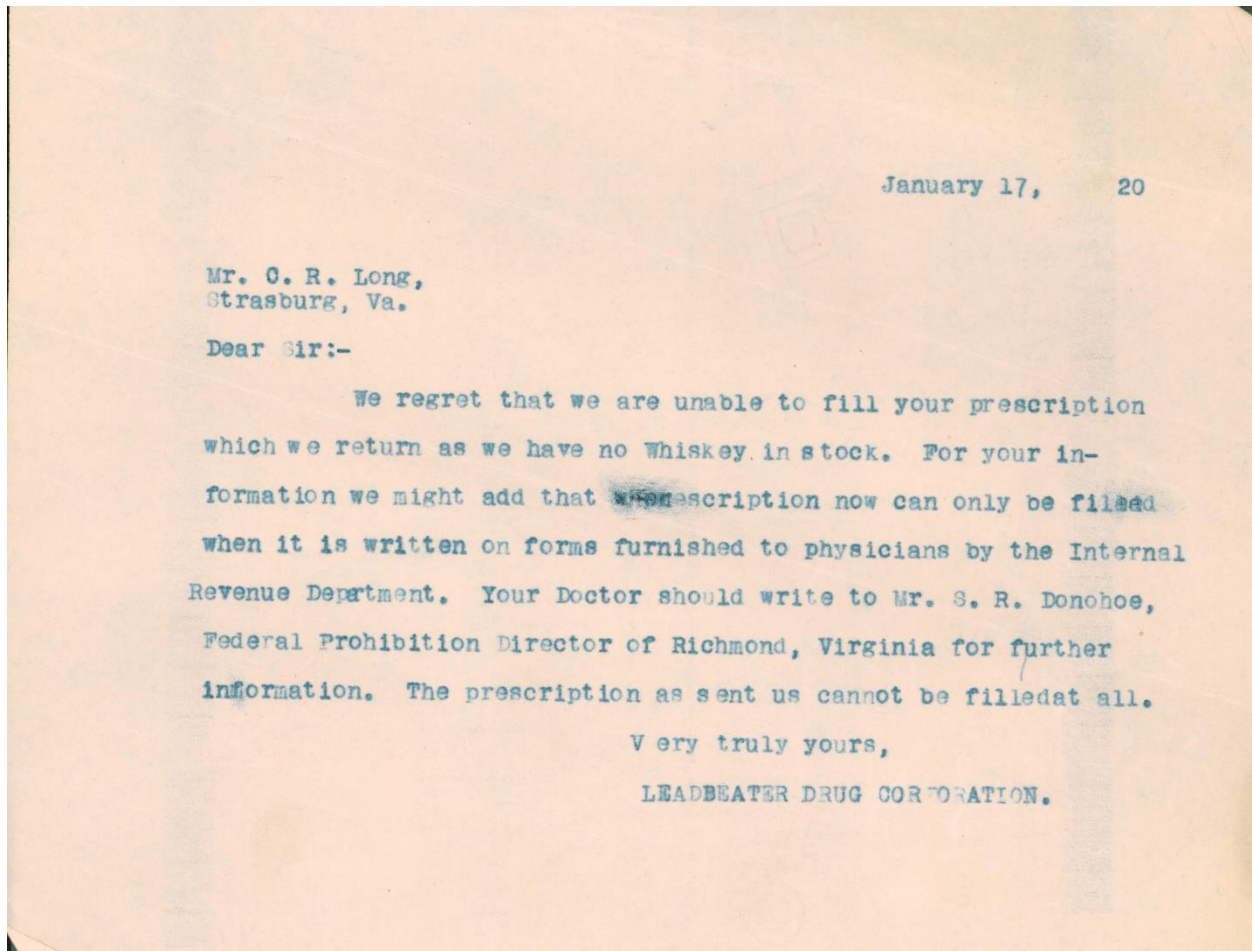 January 17, 20
Mr. C. R. Long,
Strasburg, Va.
Dear Sir:-
We regret that we are unable to fill your prescription
which we return as we have no Whiskey in stock. For your in-
formation we might add that now can only be
when it is written on forms furnished to physicians by the Internal
Revenue Department. Your Doctor should write to Mr. S. R. Donohoe,
Federal Prohibition Director of Richmond, Virginia for further
information. The prescription as sent us cannot be filledat all.
V ery truly yours,
LEADBEATER DRUG CORPORATION.